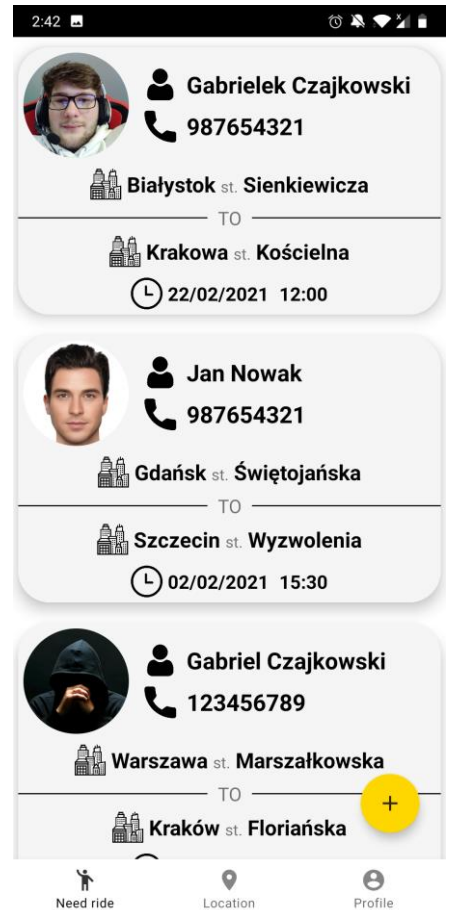 2:42
Gabrielek Czajkowski
987654321
Białystok st. Sienkiewicza
TO
Krakowa st. Kościelna
22/02/2021 12:00
Jan Nowak
987654321
Gdańsk st. Świętojańska
TO
Szczecin st. Wyzwolenia
02/02/2021 15:30
Gabriel Czajkowski
123456789
Warszawa st. Marszałkowska
TO
+
Kraków st. Floriańska
Need ride Location Profile